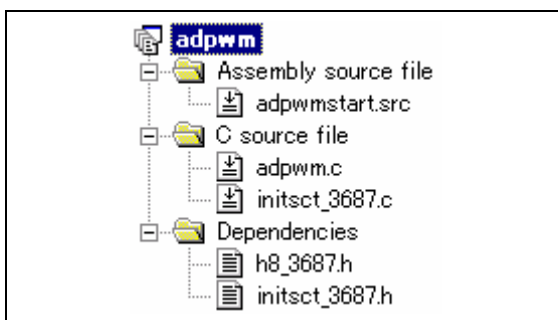 adpwm
Assembly source file
adpwmstart.src
C source file
adpwm.c
initsct_3687.c
Dependencies
h8_3687.h
initsct_3687.h